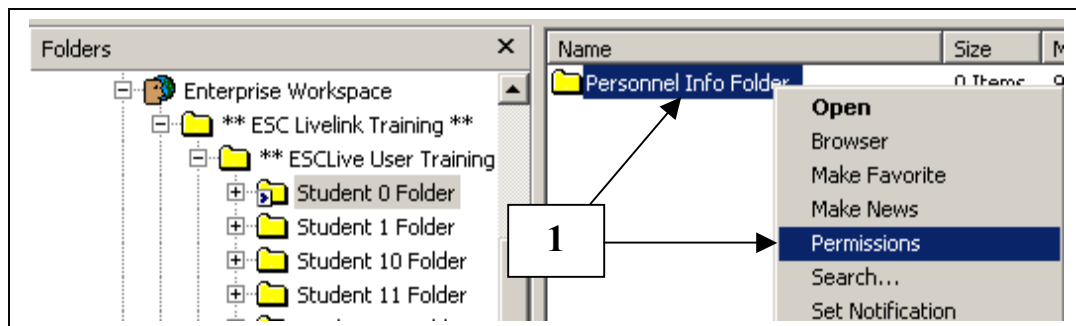 Folders
Enterprise Workspace
** ESC Livelink Training **
** ESCLive User Training
Student 0 Folder
Student 1 Folder
Student 10 Folder
Student 11 Folder
1
Name Size
Personnel Info Folder 0 Items
Open
Browser
Make Favorite
Make News
Permissions
Search...
Set Notification